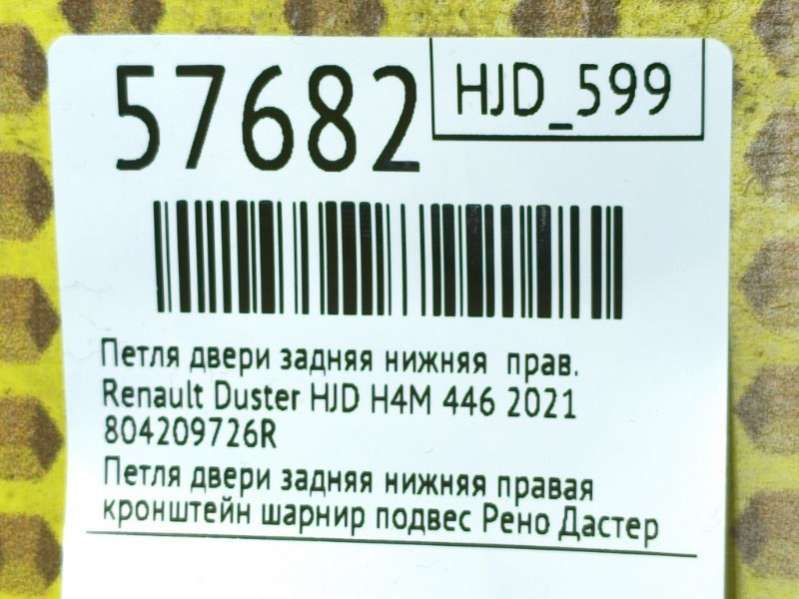 57682
HJD_599
Петля двери задняя нижняя прав.
Renault Duster HJD H4M 446 2021
804209726R
Петля двери задняя нижняя правая
кронштейн шарнир подвес Рено Дастер